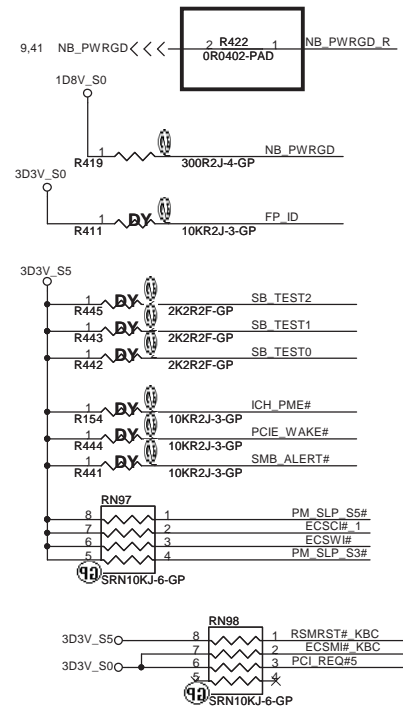 9,41 NB_PWRGD 2 R422 1 NB_PWRGD_R
0R0402-PAD
1D8V_S0
1 NB_PWRGD
R419 300R2J-4-GP
3D3V_S0
1 DY FP_ID
R411 10KR2J-3-GP
3D3V_S5
1 DY SB_TEST2
R445 2K2R2F-GP
1 DY SB_TEST1
R443 2K2R2F-GP
1 DY SB_TEST0
R442 2K2R2F-GP
1 DY ICH_PME#
R154 10KR2J-3-GP
1 DY PCIE_WAKE#
R444 10KR2J-3-GP
1 DY SMB_ALERT#
R441 10KR2J-3-GP
RN97
8 1 PM_SLP_S5#
7 2 ECSCI#_1
6 3 ECSWI#
5 4 PM_SLP_S3#
GP SRN10KJ-6-GP
RN98
3D3V_S5 8 1 RSMRST#_KBC
7 2 ECSMI#_KBC
3D3V_S0 6 3 PCI_REQ#5
5 4
GP SRN10KJ-6-GP